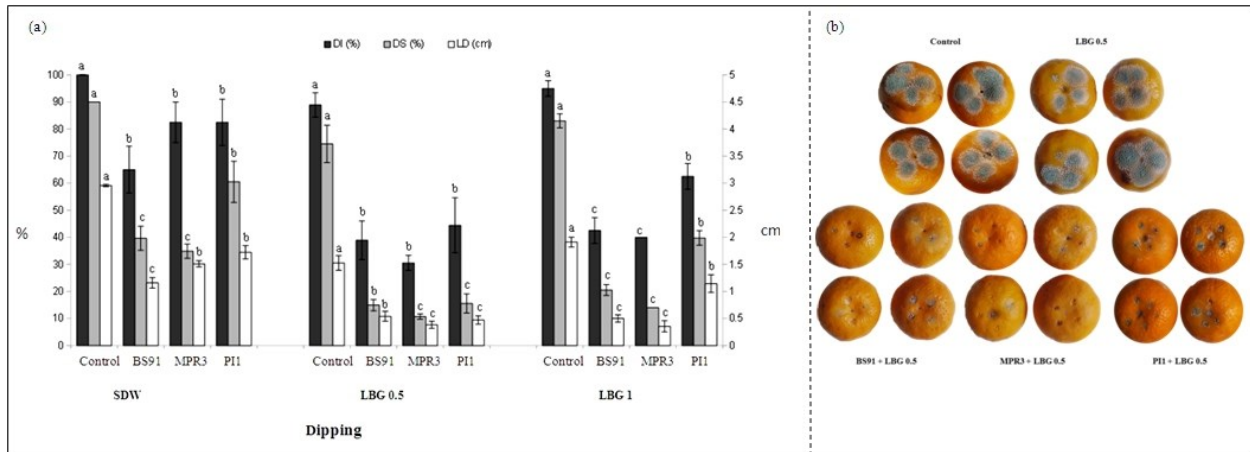 (a)
DI (%) DS (%) LD (cm)
100
90
80
70
60
50
40
30
20
10
0
%
5
4.5
4
3.5
3
2.5
2
1.5
1
0.5
0
cm
a a a b c c b c b b b b
a a a b b b b c c b c c
a a a c c c c c c b b b
Control BS91 MPR3 PI1 Control BS91 MPR3 PI1 Control BS91 MPR3 PI1
SDW LBG 0.5 LBG 1
Dipping
(b)
Control LBG 0.5
BS91 + LBG 0.5 MPR3 + LBG 0.5 PI1 + LBG 0.5